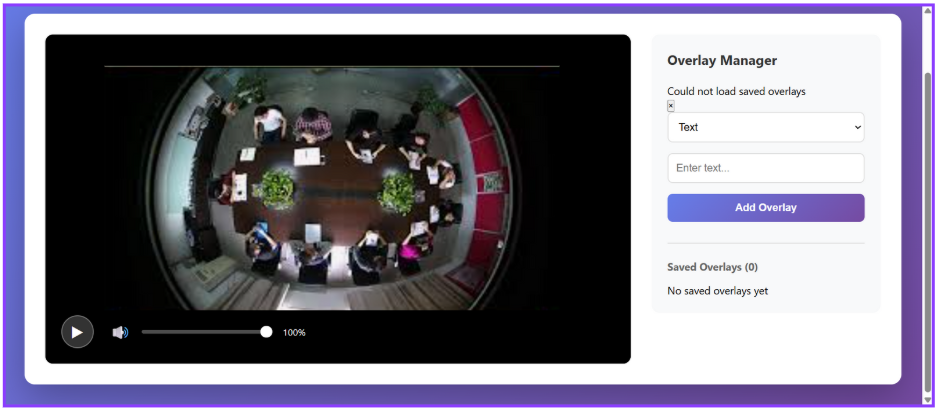 Overlay Manager
Could not load saved overlays
×
Text
Enter text...
Add Overlay
Saved Overlays (0)
No saved overlays yet
100%